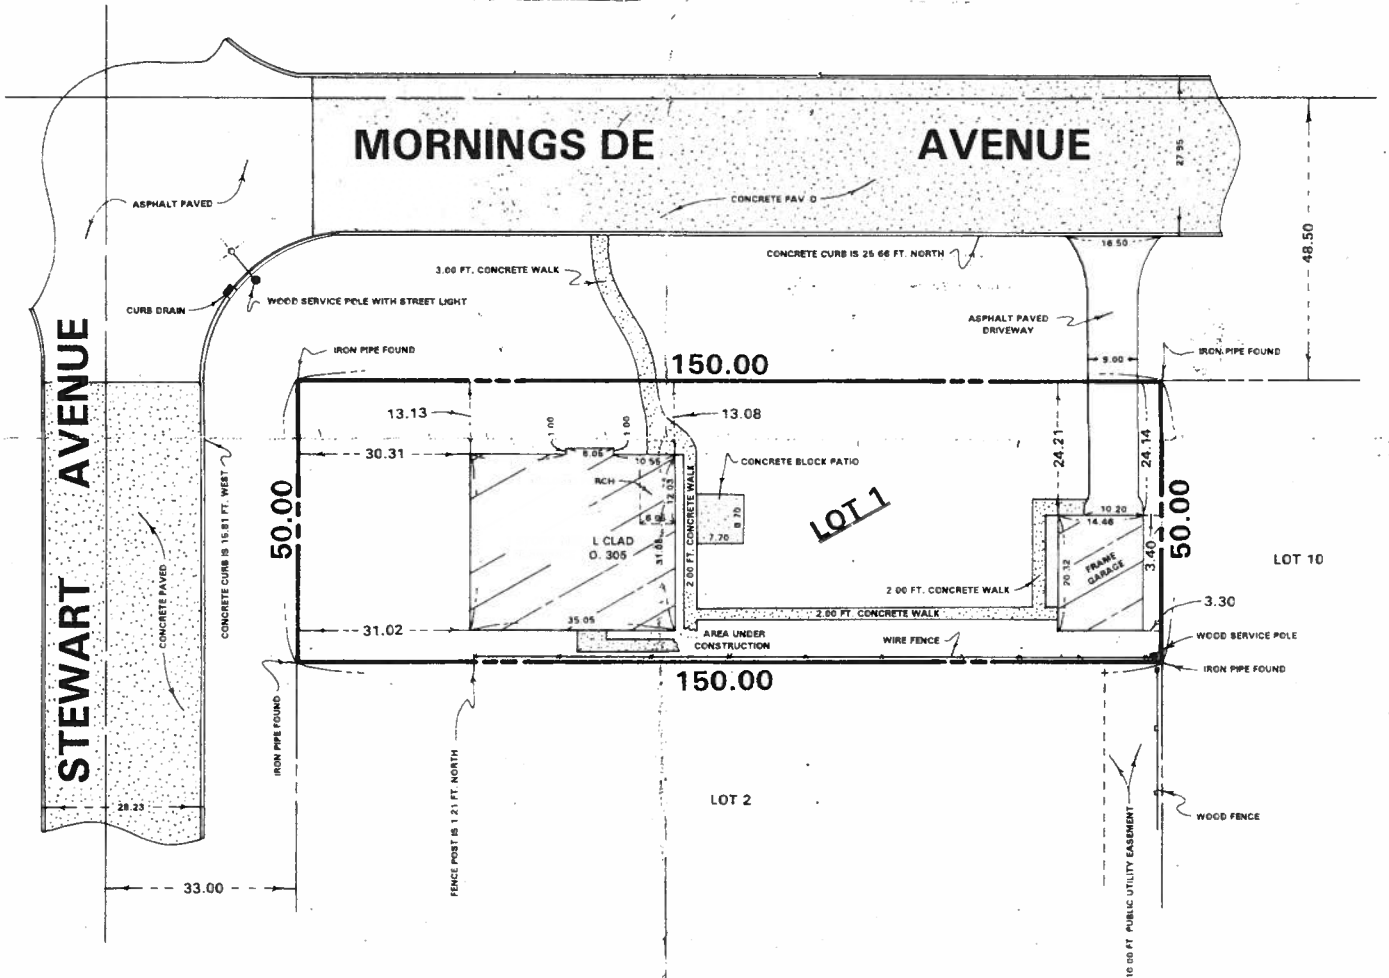 MORNINGS DE AVENUE
27 95
ASPHALT PAVED
CONCRETE PAV D
48.50
16.50
CONCRETE CURB IS 25 66 FT. NORTH
3.00 FT. CONCRETE WALK
CURB DRAIN
WOOD SERVICE POLE WITH STREET LIGHT
ASPHALT PAVED
DRIVEWAY
IRON PIPE FOUND
150.00
9.00
IRON PIPE FOUND
STEWART AVENUE
13.13
13.08
1.00
1.00
30.31
10.55
CONCRETE BLOCK PATIO
24.21
24.14
RCH
12.03
8 70
7.70
LOT 1
50.00
50.00
10.20
14.46
L CLAD
O. 305
31.08
2 00 FT. CONCRETE WALK
20.32
FRAME
GARAGE
3.40
LOT 10
2 00 FT. CONCRETE WALK
3.30
31.02
35.05
2.00 FT. CONCRETE WALK
AREA UNDER
CONSTRUCTION
WIRE FENCE
WOOD SERVICE POLE
IRON PIPE FOUND
150.00
CONCRETE CURB IS 15.81 FT. WEST
CONCRETE PAVED
IRON PIPE FOUND
FENCE POST IS 1 21 FT. NORTH
LOT 2
28.23
WOOD FENCE
33.00
10 00 FT PUBLIC UTILITY EASEMENT